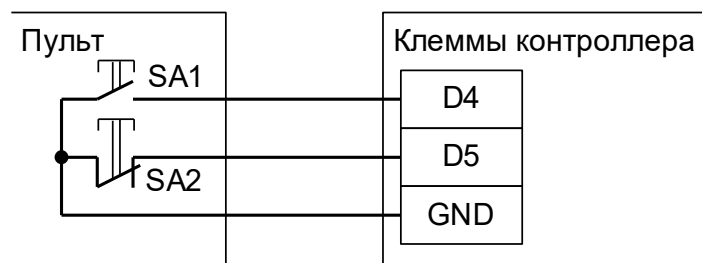 Пульт
Клеммы контроллера
SA1
D4
D5
SA2
GND